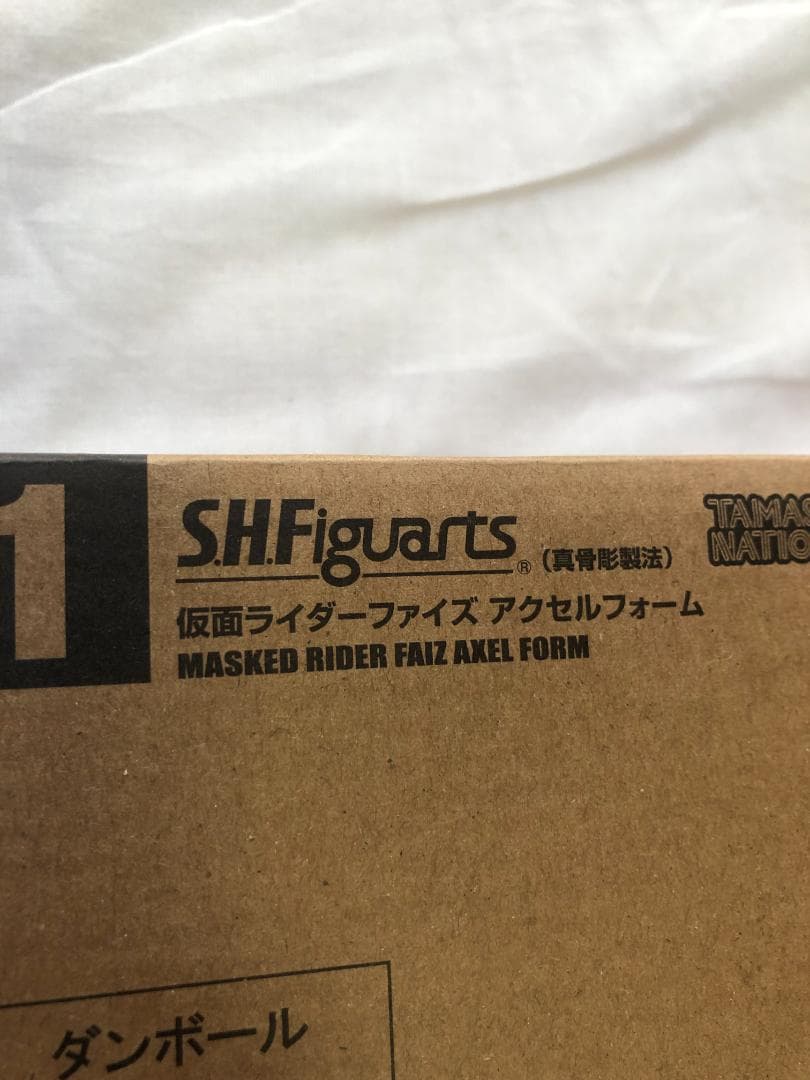 1
S.H.Figuarts® (真骨彫製法)
仮面ライダーファイズ アクセルフォーム
MASKED RIDER FAIZ AXEL FORM
ダンボール